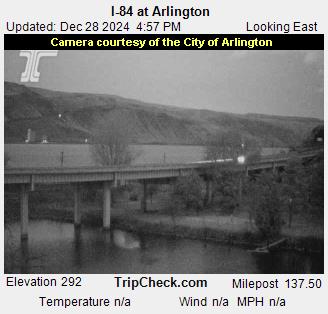 I-84 at Arlington
Updated: Dec 28 2024 4:57 PM Looking East
Camera courtesy of the City of Arlington
Elevation 292 TripCheck.com Milepost 137.50
Temperature n/a Wind n/a MPH n/a